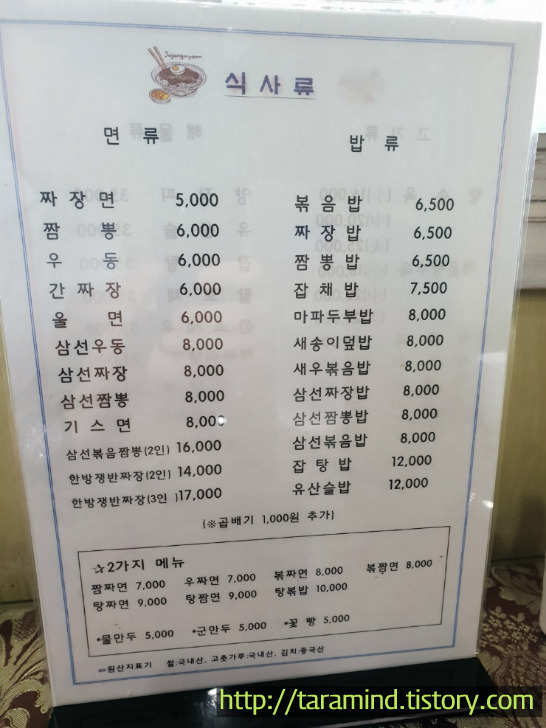 Jajangmyeon
식사류
면 류
짜장면 5,000
짬 뽕 6,000
우 동 6,000
간짜장 6,000
울 면 6,000
삼선우동 8,000
삼선짜장 8,000
삼선짬뽕 8,000
기스면 8,000
삼선볶음짬뽕(2인) 16,000
한방쟁반짜장(2인) 14,000
한방쟁반짜장(3인) 17,000
밥 류
볶음밥 6,500
짜장밥 6,500
짬뽕밥 6,500
잡채밥 7,500
마파두부밥 8,000
새송이덮밥 8,000
새우볶음밥 8,000
삼선짜장밥 8,000
삼선짬뽕밥 8,000
삼선볶음밥 8,000
잡탕밥 12,000
유산슬밥 12,000
(※곱배기 1,000원 추가)
☆2가지 메뉴
짬짜면 7,000 우짜면 7,000 볶짜면 8,000 볶짬면 8,000
탕짜면 9,000 탕짬면 9,000 탕볶밥 10,000
*물만두 5,000 *군만두 5,000 *꽃 빵 5,000
==원산지표기 쌀:국내산, 고춧가루:국내산, 김치:중국산
http://taramind.tistory.com